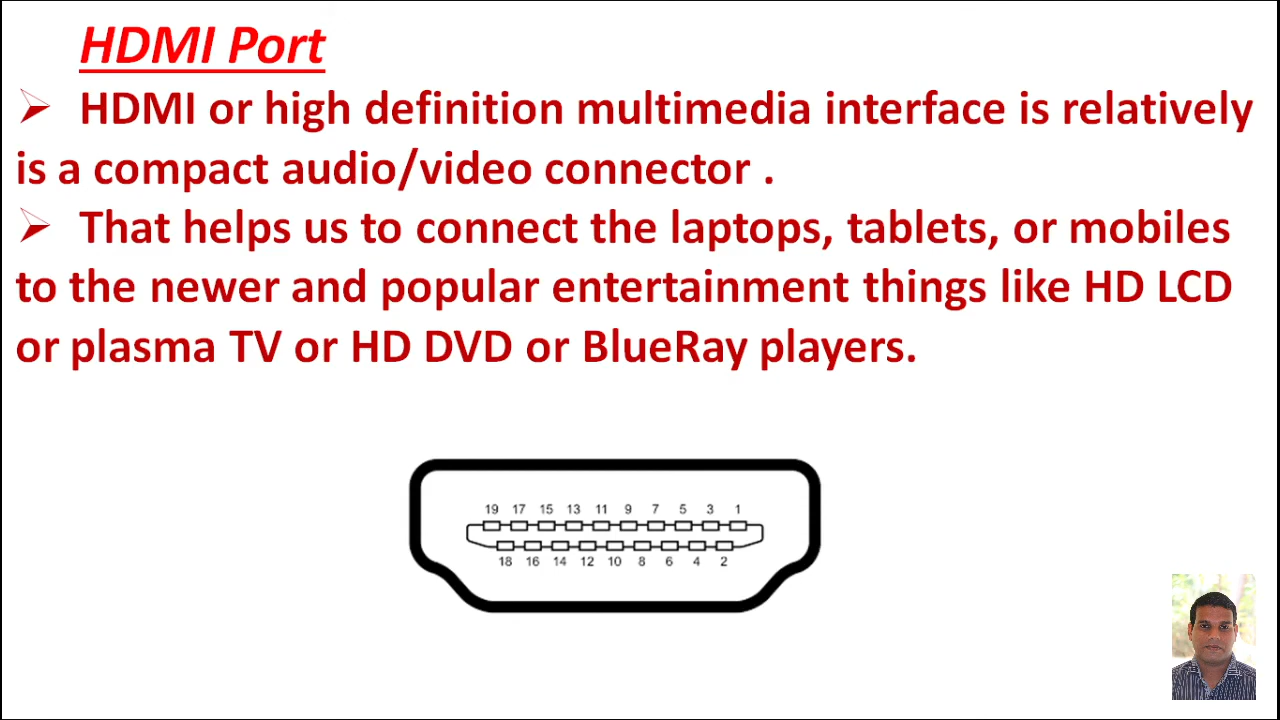 HDMI Port
➢ HDMI or high definition multimedia interface is relatively
is a compact audio/video connector .
➢ That helps us to connect the laptops, tablets, or mobiles
to the newer and popular entertainment things like HD LCD
or plasma TV or HD DVD or BlueRay players.
19 17 15 13 11 9 7 5 3 1
18 16 14 12 10 8 6 4 2